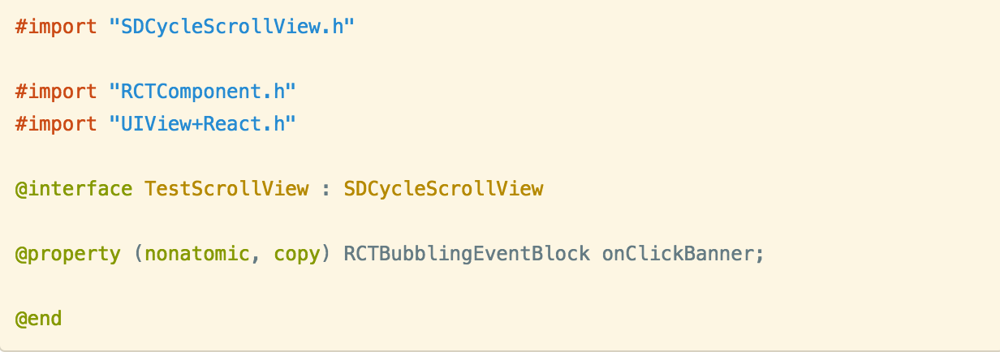 #import "SDCycleScrollView.h"
#import "RCTComponent.h"
#import "UIView+React.h"
@interface TestScrollView : SDCycleScrollView
@property (nonatomic, copy) RCTBubblingEventBlock onClickBanner;
@end